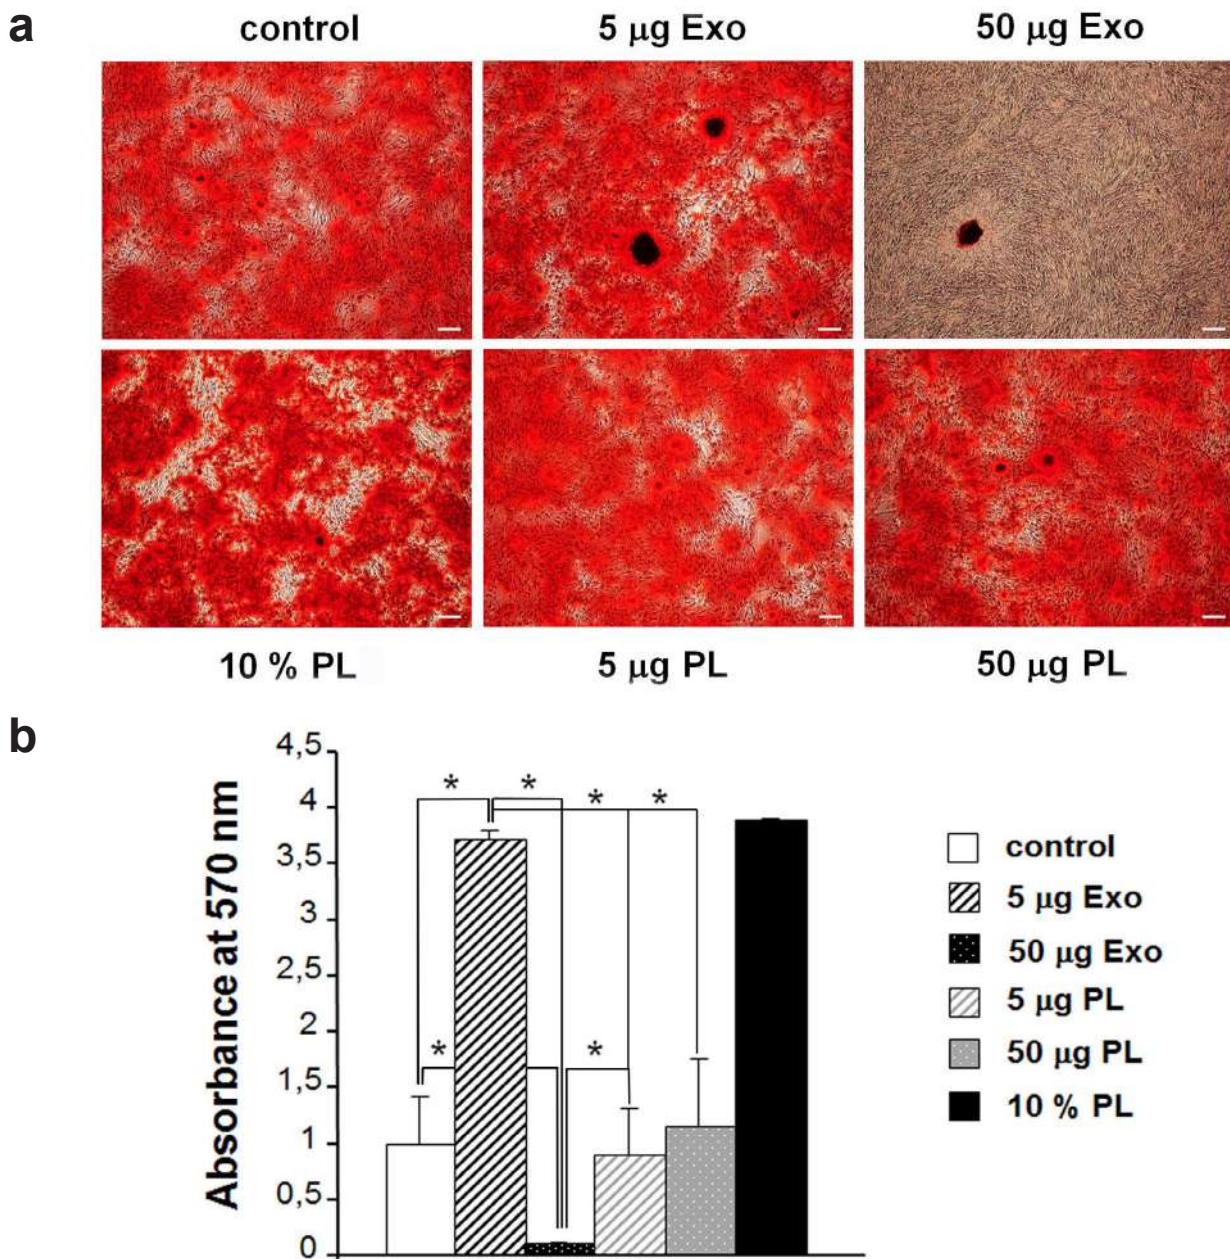 a
control 5 µg Exo 50 µg Exo
10 % PL 5 µg PL 50 µg PL
b
Absorbance at 570 nm
4,5
4
3,5
3
2,5
2
1,5
1
0,5
0
* * * *
* *
control
5 µg Exo
50 µg Exo
5 µg PL
50 µg PL
10 % PL